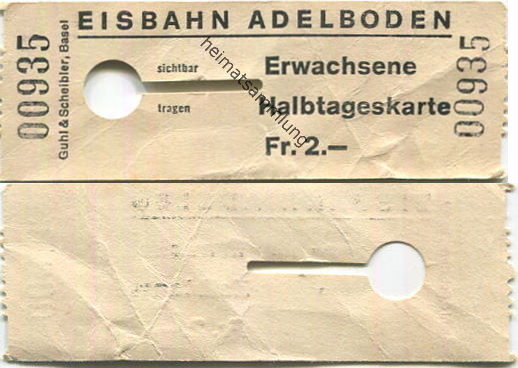 EISBAHN ADELBODEN
00935
Guhl & Scheibler, Basel
sichtbar
tragen
Erwachsene
Halbtageskarte
Fr. 2.—
00935
heimatsammlung